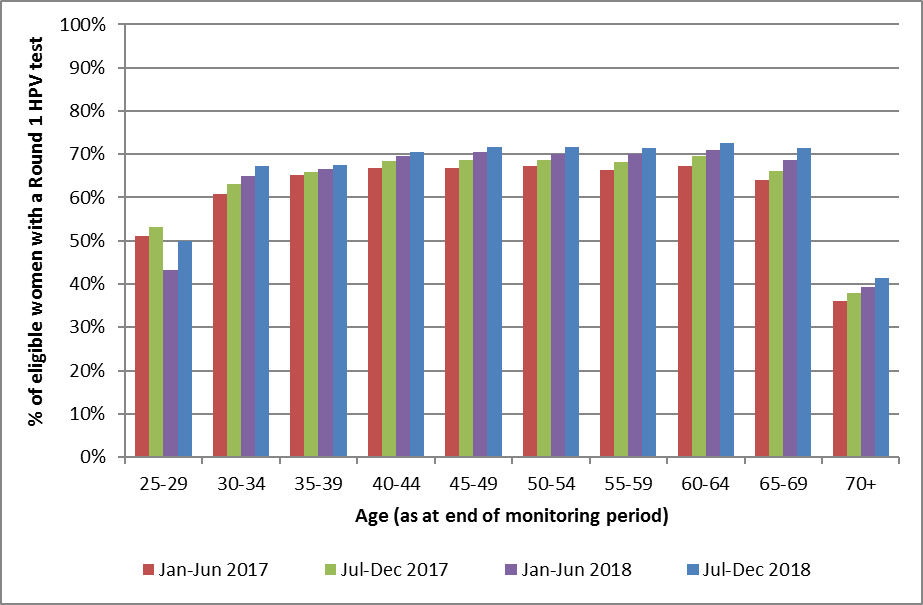 % of eligible women with a Round 1 HPV test
100%
90%
80%
70%
60%
50%
40%
30%
20%
10%
0%
25-29 30-34 35-39 40-44 45-49 50-54 55-59 60-64 65-69 70+
Age (as at end of monitoring period)
Jan-Jun 2017 Jul-Dec 2017 Jan-Jun 2018 Jul-Dec 2018